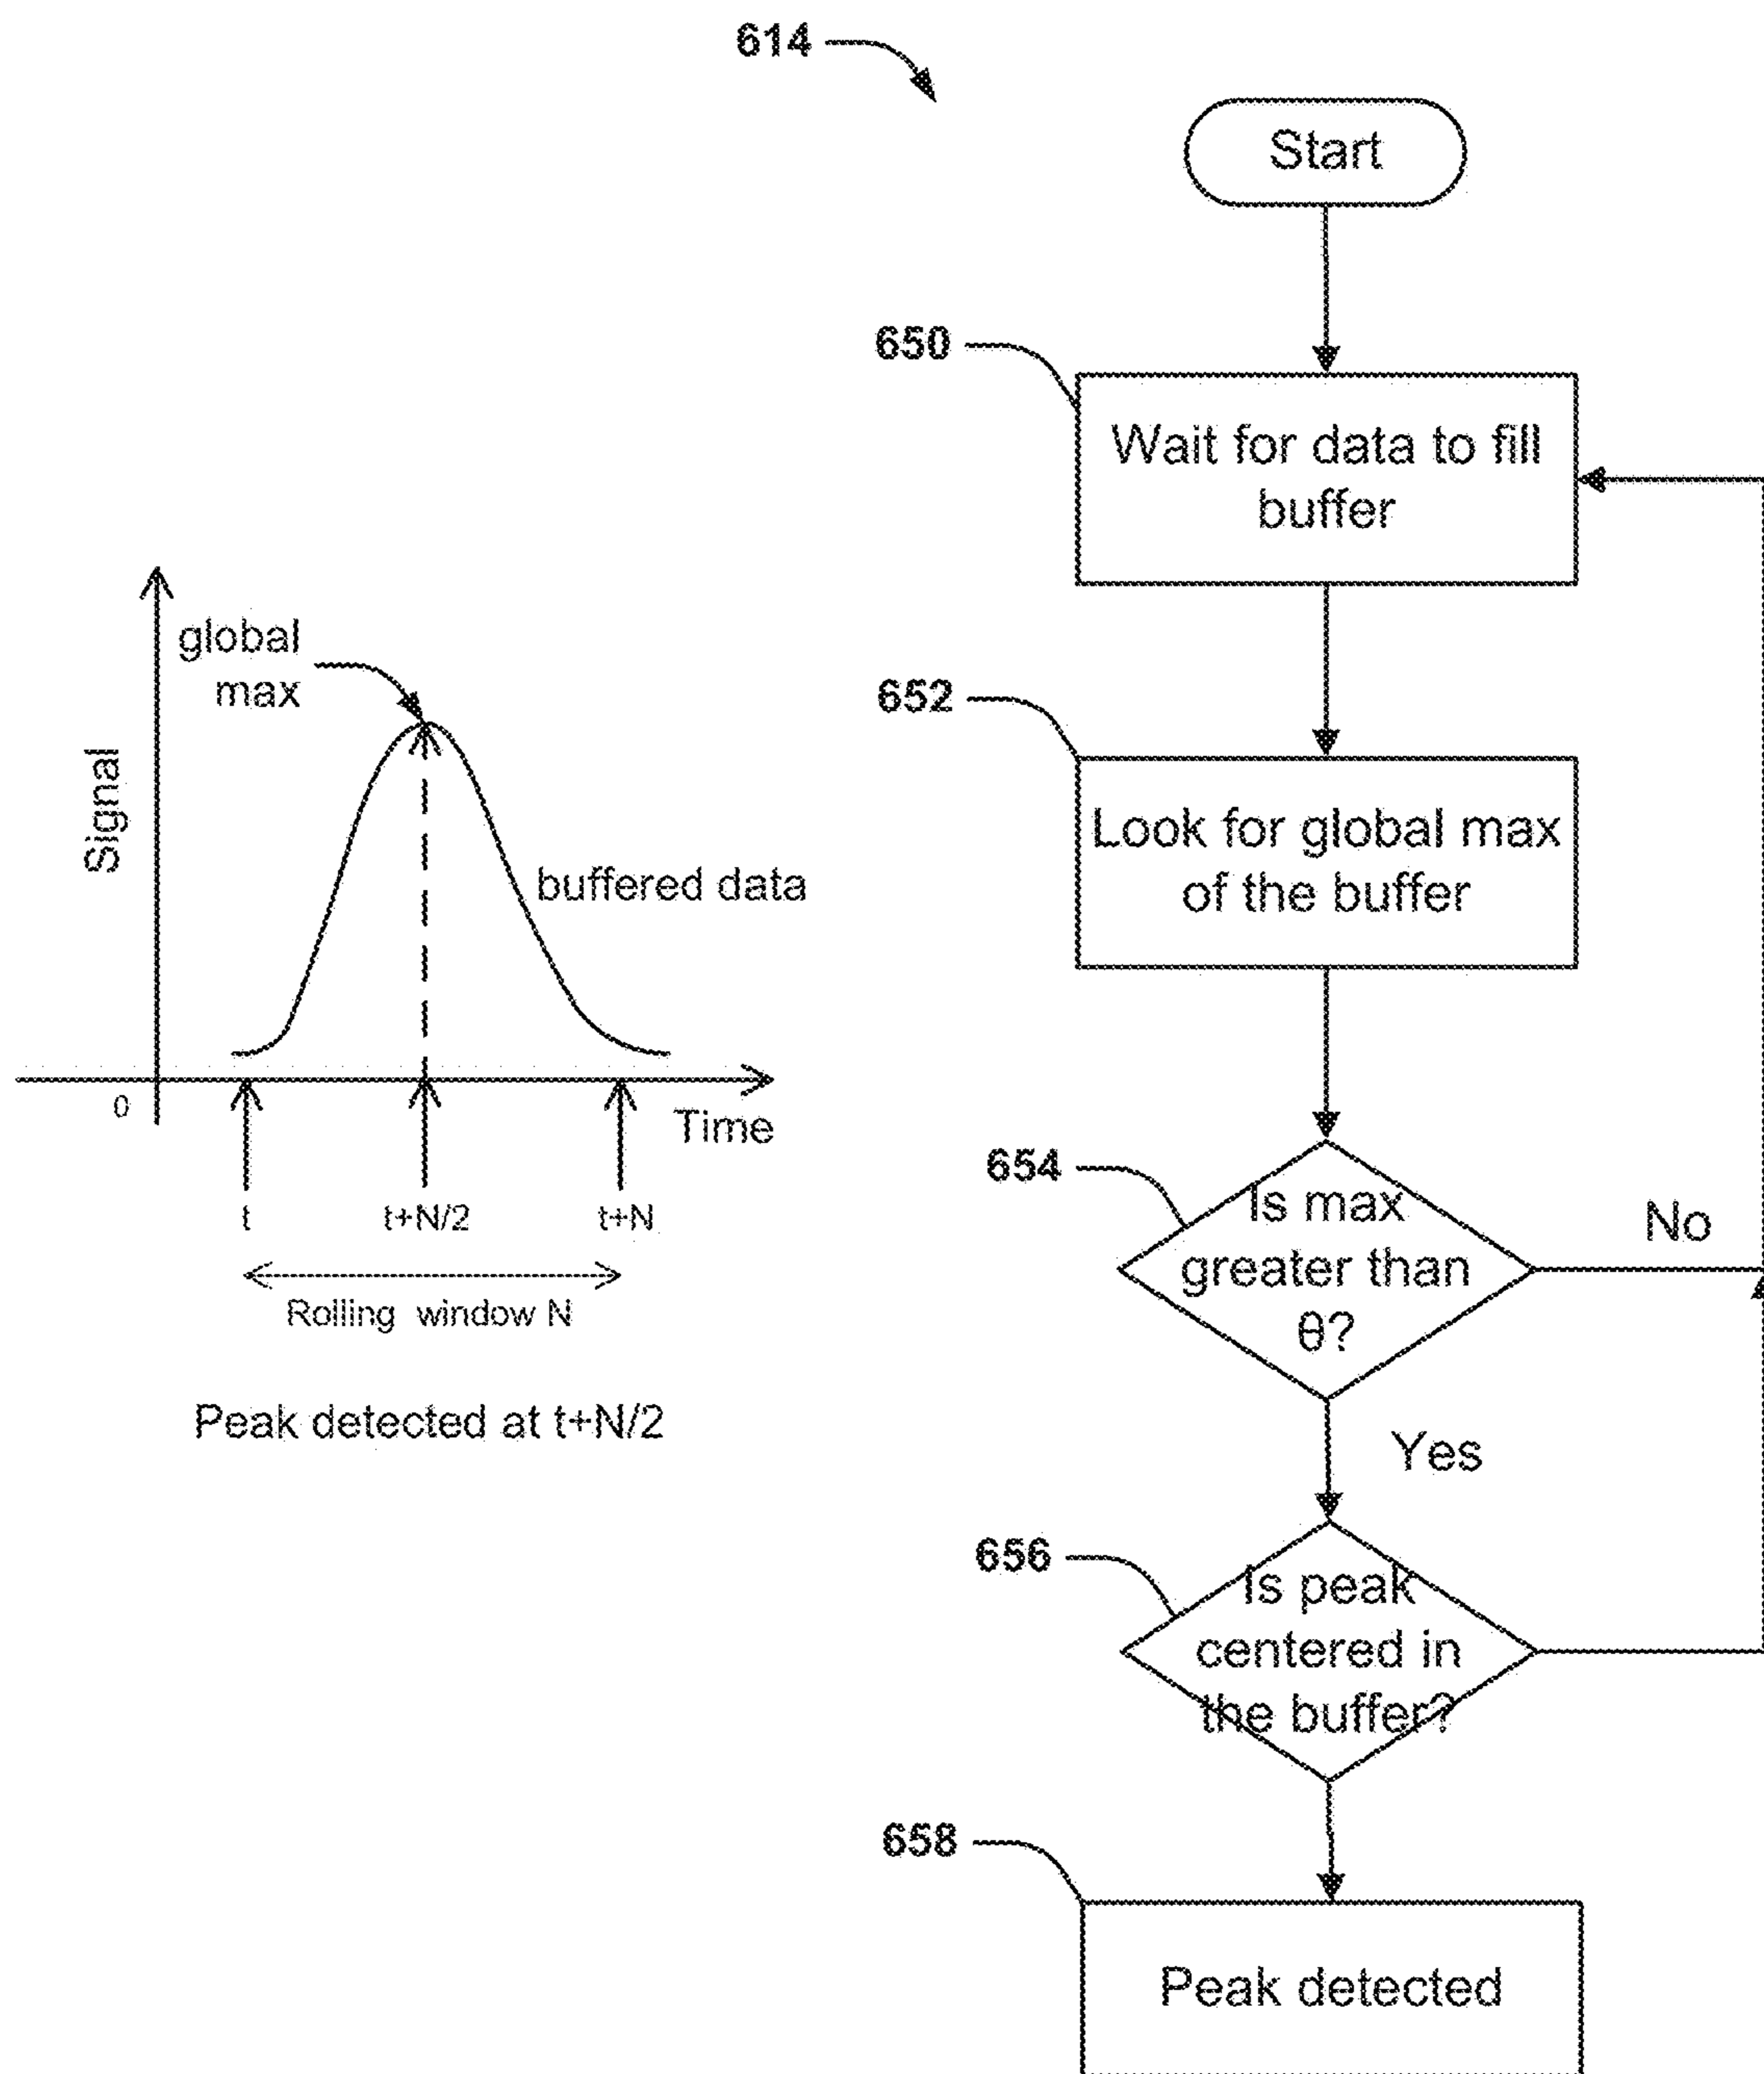 614
Start
650
Wait for data to fill
buffer
652
Look for global max
of the buffer
654
Is max
greater than
θ?
No
Yes
656
Is peak
centered in
the buffer?
658
Peak detected
global
max
Signal
buffered data
0
Time
t
t+N/2
t+N
Rolling window N
Peak detected at t+N/2